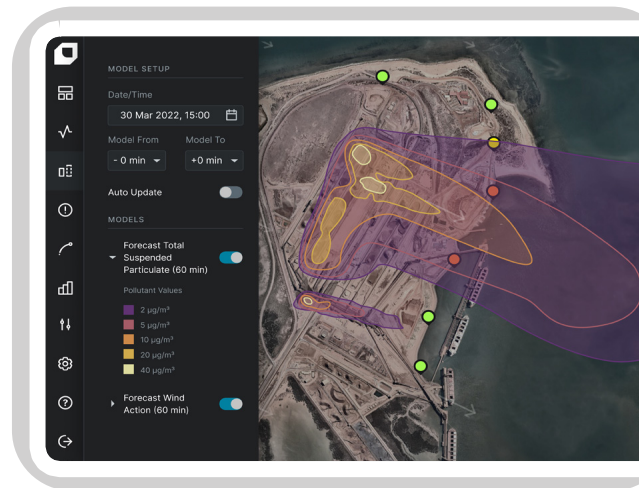 MODEL SETUP
Date/Time
30 Mar 2022, 15:00
Model From Model To
- 0 min +0 min
Auto Update
MODELS
Forecast Total
Suspended
Particulate (60 min)
Pollutant Values
2 µg/m³
5 µg/m³
10 µg/m³
20 µg/m³
40 µg/m³
Forecast Wind
Action (60 min)